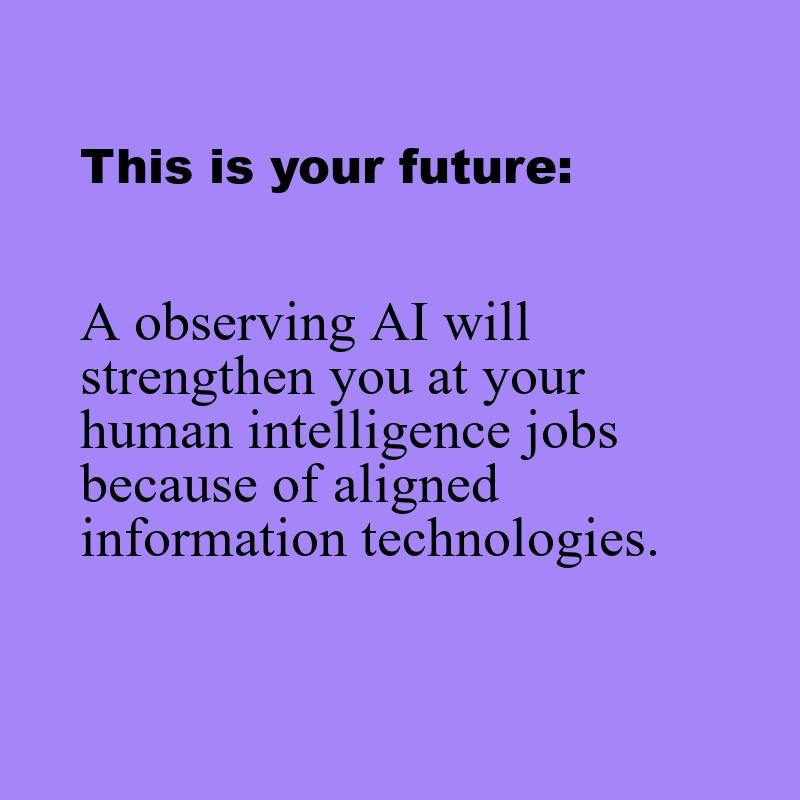 This is your future:
A observing AI will
strengthen you at your
human intelligence jobs
because of aligned
information technologies.